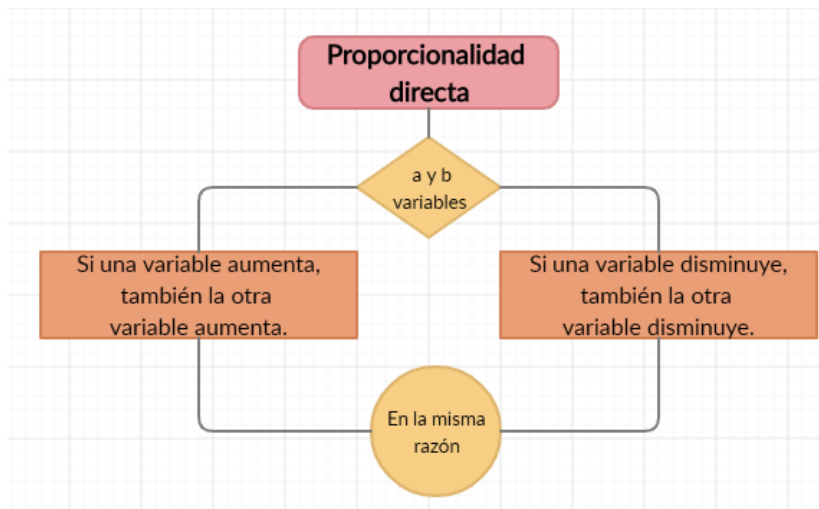 Proporcionalidad
directa
a y b
variables
Si una variable aumenta,
también la otra
variable aumenta.
Si una variable disminuye,
también la otra
variable disminuye.
En la misma
razón